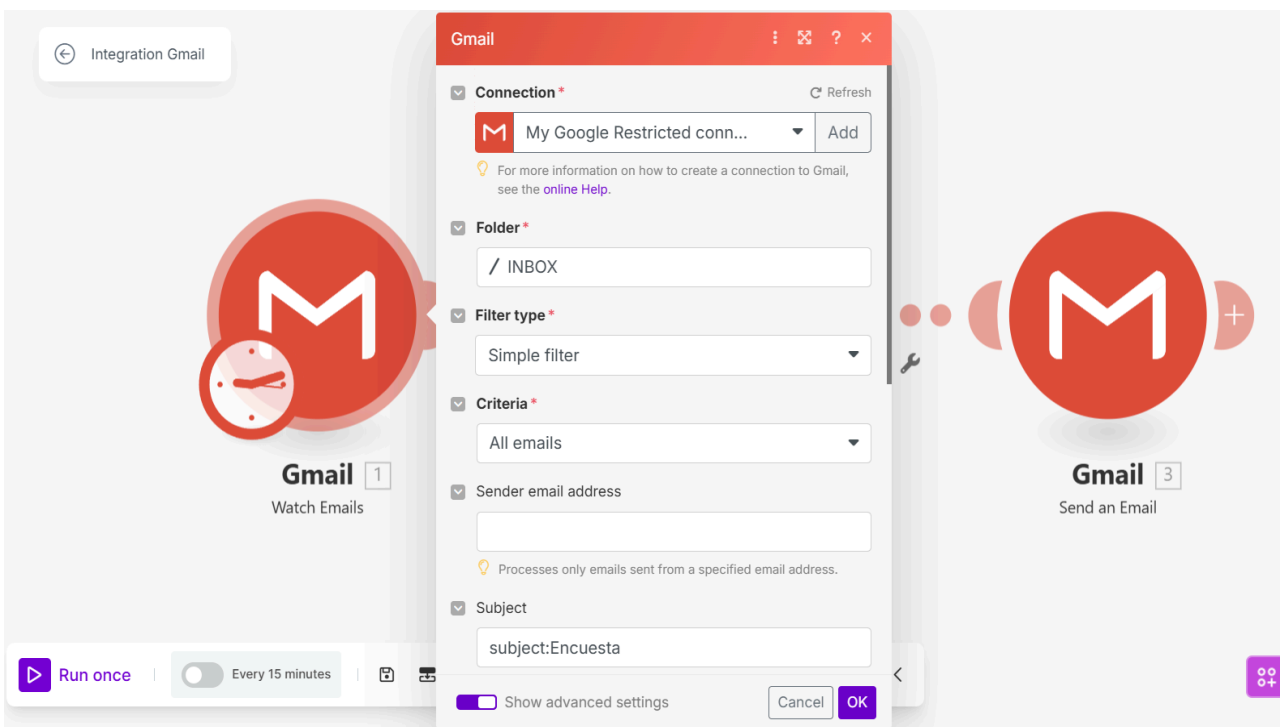 Integration Gmail
Gmail
?
Connection *
Refresh
My Google Restricted conn...
Add
For more information on how to create a connection to Gmail,
see the online Help.
Folder *
/ INBOX
Filter type *
Simple filter
Criteria *
All emails
Sender email address
Processes only emails sent from a specified email address.
Subject
subject:Encuesta
Show advanced settings
Cancel
OK
Gmail 1
Watch Emails
Gmail 3
Send an Email
Run once
Every 15 minutes